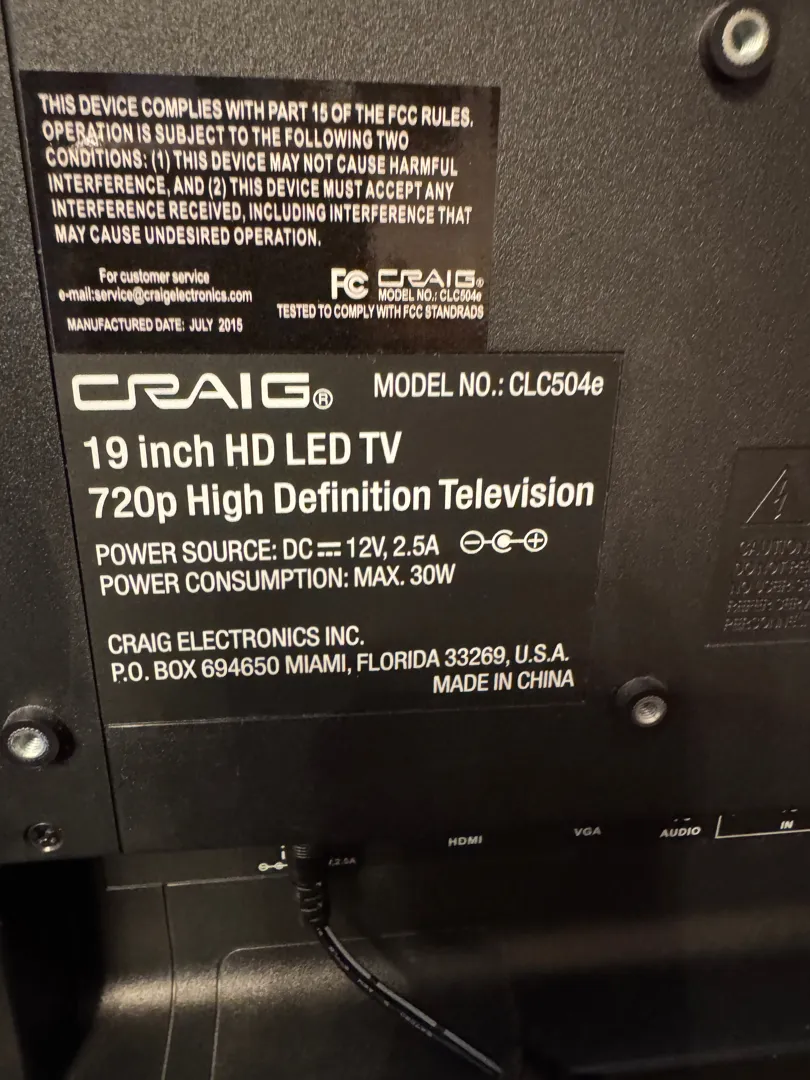 THIS DEVICE COMPLIES WITH PART 15 OF THE FCC RULES.
OPERATION IS SUBJECT TO THE FOLLOWING TWO
CONDITIONS: (1) THIS DEVICE MAY NOT CAUSE HARMFUL
INTERFERENCE, AND (2) THIS DEVICE MUST ACCEPT ANY
INTERFERENCE RECEIVED, INCLUDING INTERFERENCE THAT
MAY CAUSE UNDESIRED OPERATION.
For customer service
e-mail:service@craigelectronics.com
MANUFACTURED DATE: JULY 2015
FC CRAIG®
MODEL NO.: CLC504e
TESTED TO COMPLY WITH FCC STANDRADS
CRAIG® MODEL NO.: CLC504e
19 inch HD LED TV
720p High Definition Television
POWER SOURCE: DC 12V, 2.5A
POWER CONSUMPTION: MAX. 30W
CRAIG ELECTRONICS INC.
P.O. BOX 694650 MIAMI, FLORIDA 33269, U.S.A.
MADE IN CHINA
CAUTION
HDMI VGA AUDIO IN